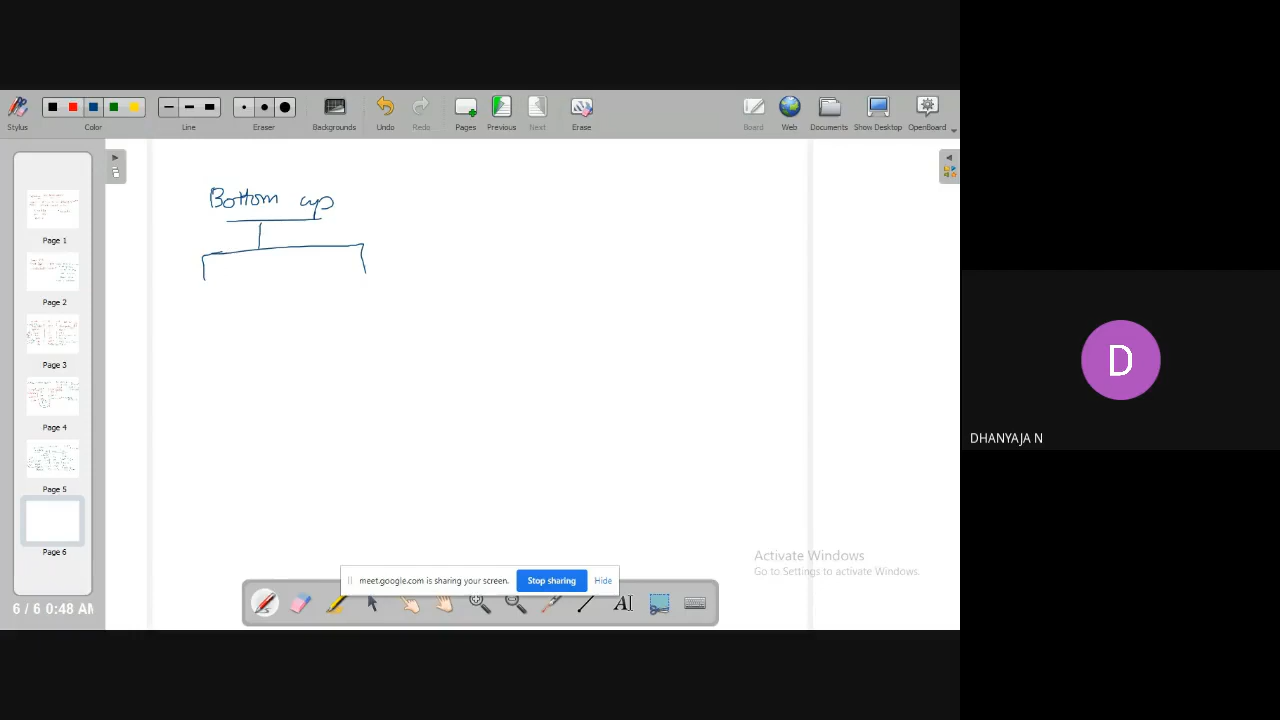 Stylus
Color
Line
Eraser
Backgrounds
Undo
Redo
Pages
Previous
Next
Erase
Board
Web
Documents
Show Desktop
OpenBoard
Bottom up
Page 1
Page 2
Page 3
Page 4
Page 5
Page 6
6 / 6 0:48 AM
meet.google.com is sharing your screen.
Stop sharing
Hide
AI
Activate Windows
Go to Settings to activate Windows.
D
DHANYAJA N